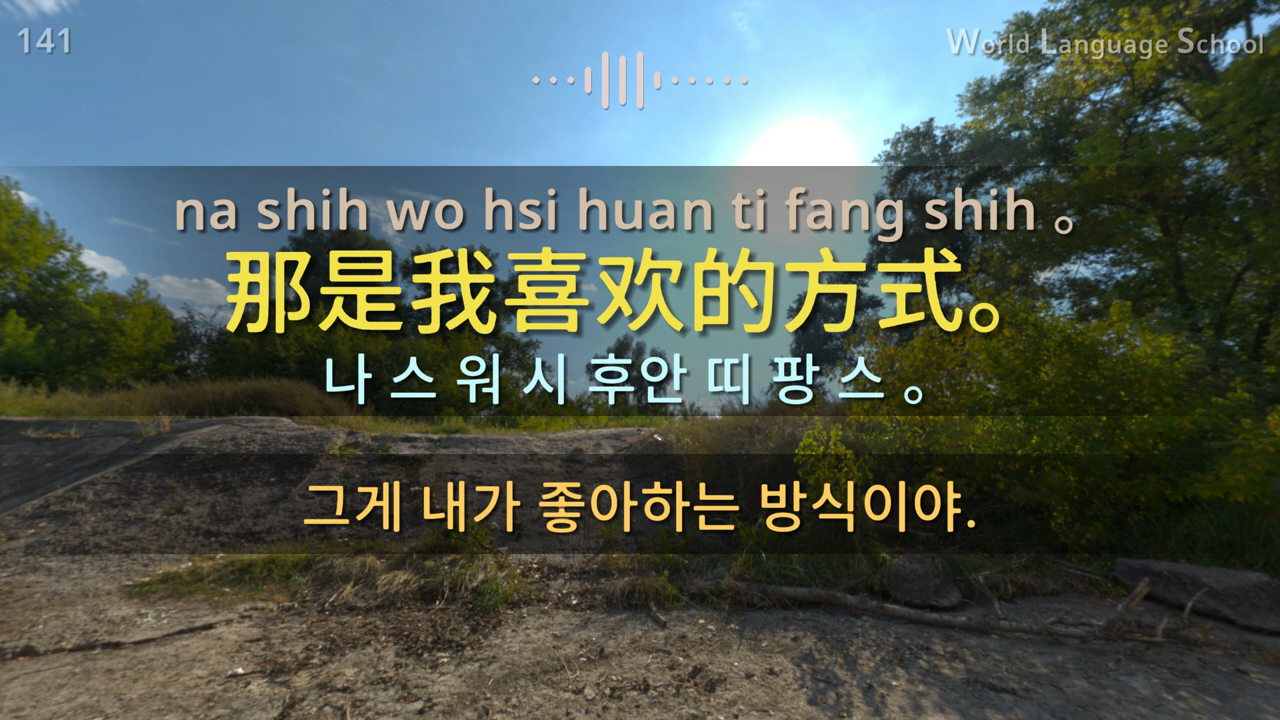 141
World Language School
na shih wo hsi huan ti fang shih 。
那是我喜欢的方式。
나 스 워 시 후안 띠 팡 스 。
그게 내가 좋아하는 방식이야.